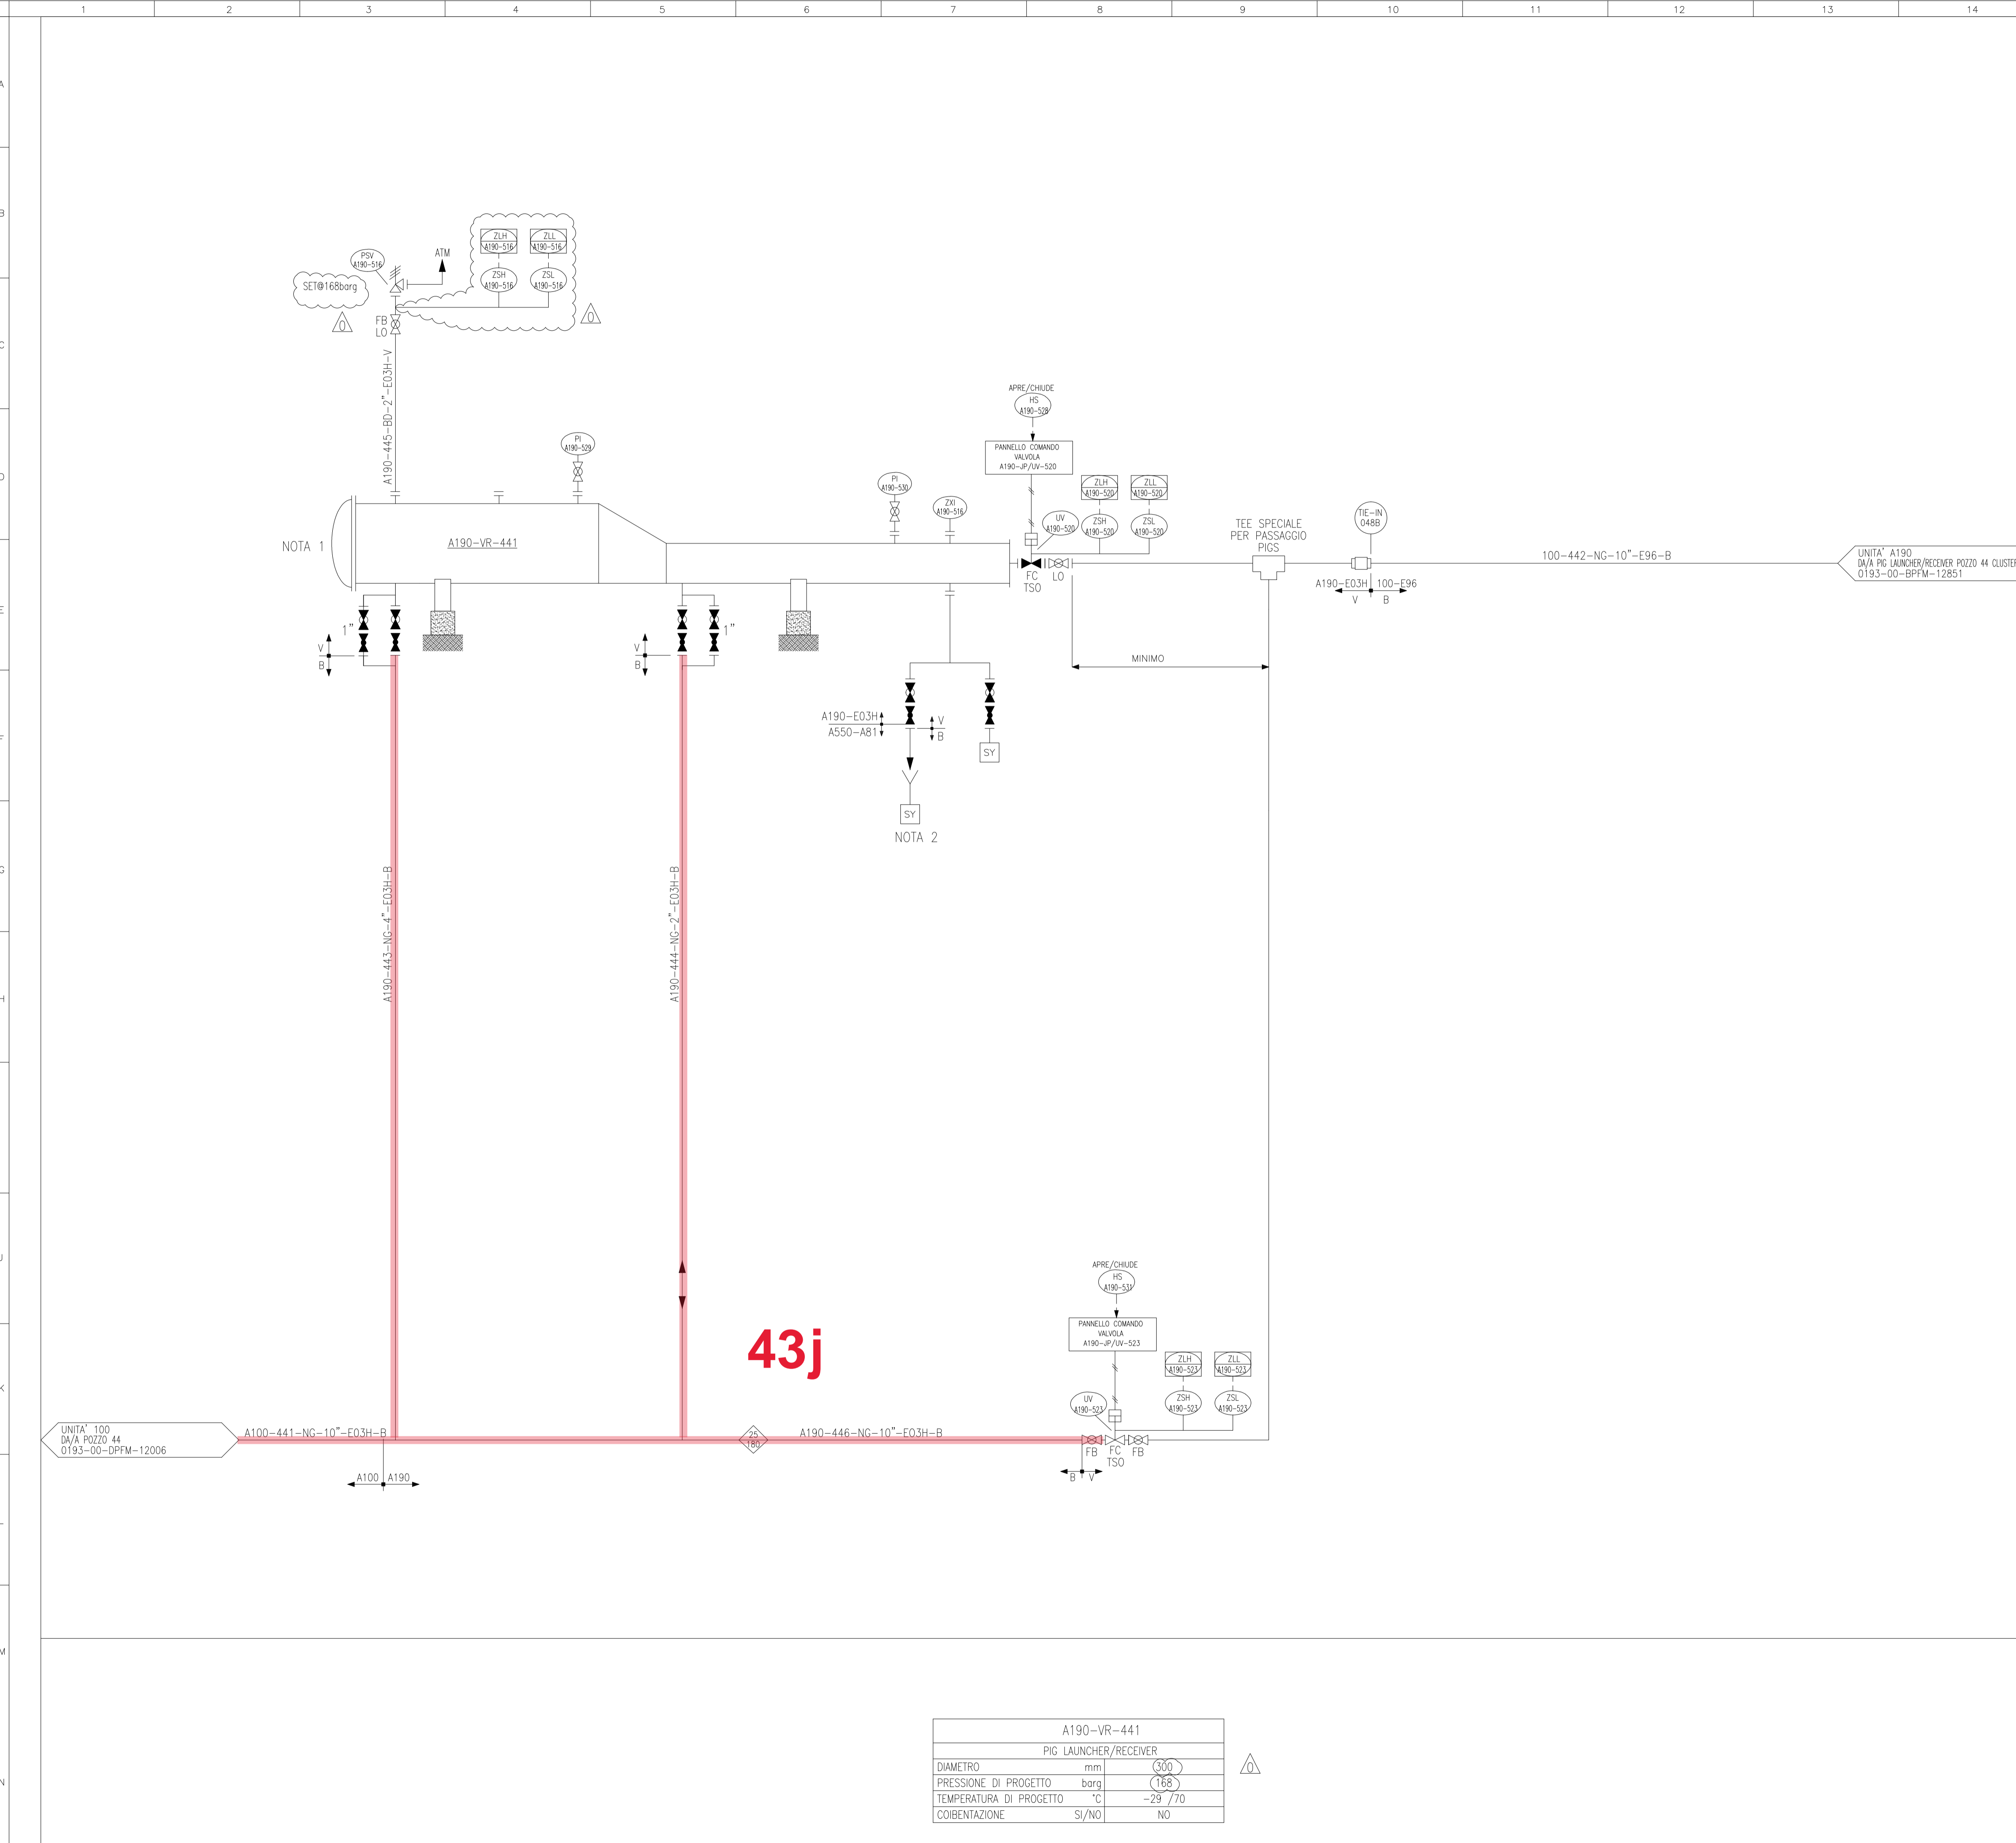 1 2 3 4 5 6 7 8 9 10 11 12 13 14
A
B
C
D
E
F
G
H
J
K
L
M
N
PSV
A190-516
SET@168barg
0
ATM
ZLH
A190-516
ZLL
A190-516
ZSH
A190-516
ZSL
A190-516
0
FB
LO
A190-445-BD-2"-E03H-V
PI
A190-529
NOTA 1
A190-VR-441
PI
A190-530
ZXI
A190-516
APRE/CHIUDE
HS
A190-528
PANNELLO COMANDO
VALVOLA
A190-JP/UV-520
UV
A190-520
ZLH
A190-520
ZLL
A190-520
ZSH
A190-520
ZSL
A190-520
FC
TSO
LO
TEE SPECIALE
PER PASSAGGIO
PIGS
TIE-IN
048B
A190-E03H
100-E96
V
B
100-442-NG-10"-E96-B
UNITA' A190
DA/A PIG LAUNCHER/RECEIVER POZZO 44 CLUSTER
0193-00-BPFM-12851
1"
V
B
V
B
1"
MINIMO
A190-E03H
A550-A81
V
B
SY
SY
NOTA 2
A190-443-NG-4"-E03H-B
A190-444-NG-2"-E03H-B
43j
APRE/CHIUDE
HS
A190-531
PANNELLO COMANDO
VALVOLA
A190-JP/UV-523
ZLH
A190-523
ZLL
A190-523
UV
A190-523
ZSH
A190-523
ZSL
A190-523
UNITA' 100
DA/A POZZO 44
0193-00-DPFM-12006
A100-441-NG-10"-E03H-B
25
180
A190-446-NG-10"-E03H-B
FB
FC
TSO
FB
B
V
A100
A190
A190-VR-441
PIG LAUNCHER/RECEIVER
DIAMETRO mm 300
PRESSIONE DI PROGETTO barg 168
TEMPERATURA DI PROGETTO °C -29 /70
COIBENTAZIONE SI/NO NO
0